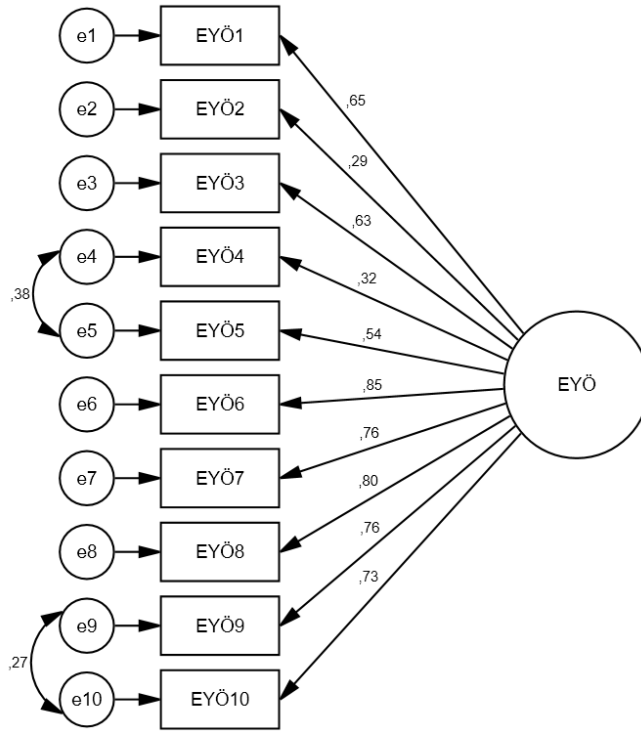 e1 EYÖ1
,65
e2 EYÖ2
,29
e3 EYÖ3
,63
e4 EYÖ4
,32
,38
e5 EYÖ5
,54
EYÖ
e6 EYÖ6
,85
e7 EYÖ7
,76
e8 EYÖ8
,80
e9 EYÖ9
,76
,27
e10 EYÖ10
,73